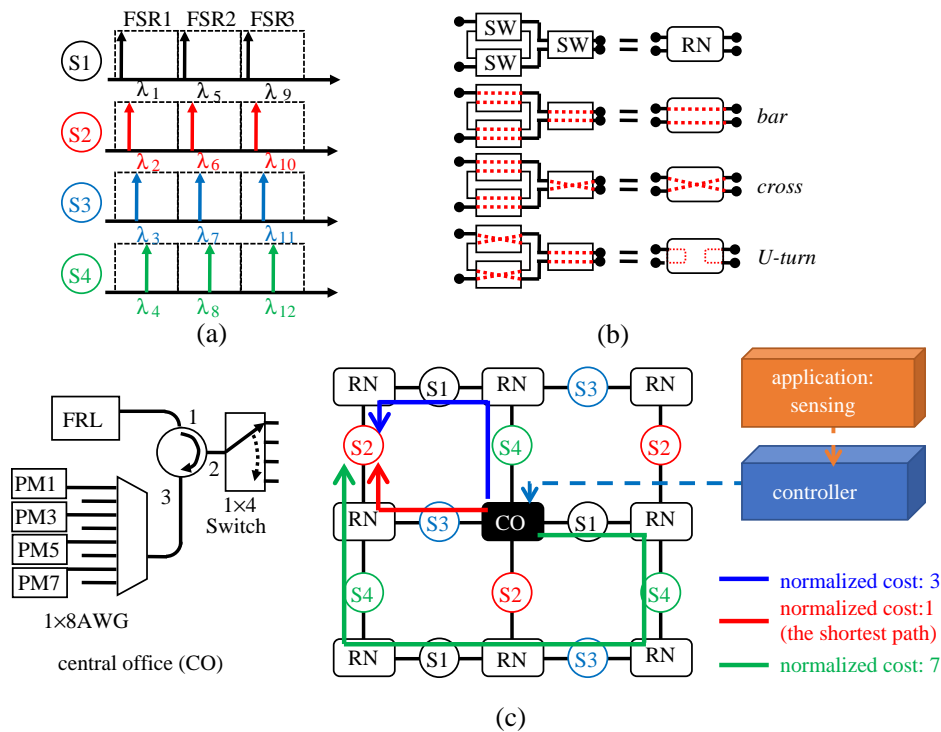 FSR1 FSR2 FSR3
S1
λ1 λ5 λ9
S2
λ2 λ6 λ10
S3
λ3 λ7 λ11
S4
λ4 λ8 λ12
(a)
SW
SW
SW
= RN
= bar
= cross
= U-turn
(b)
FRL
1
2
3
1×4
Switch
PM1
PM3
PM5
PM7
1×8AWG
central office (CO)
RN S1 RN S3 RN
S2 S4 S2
RN S3 CO S1 RN
S4 S2 S4
RN S1 RN S3 RN
(c)
application:
sensing
controller
normalized cost: 3
normalized cost:1
(the shortest path)
normalized cost: 7